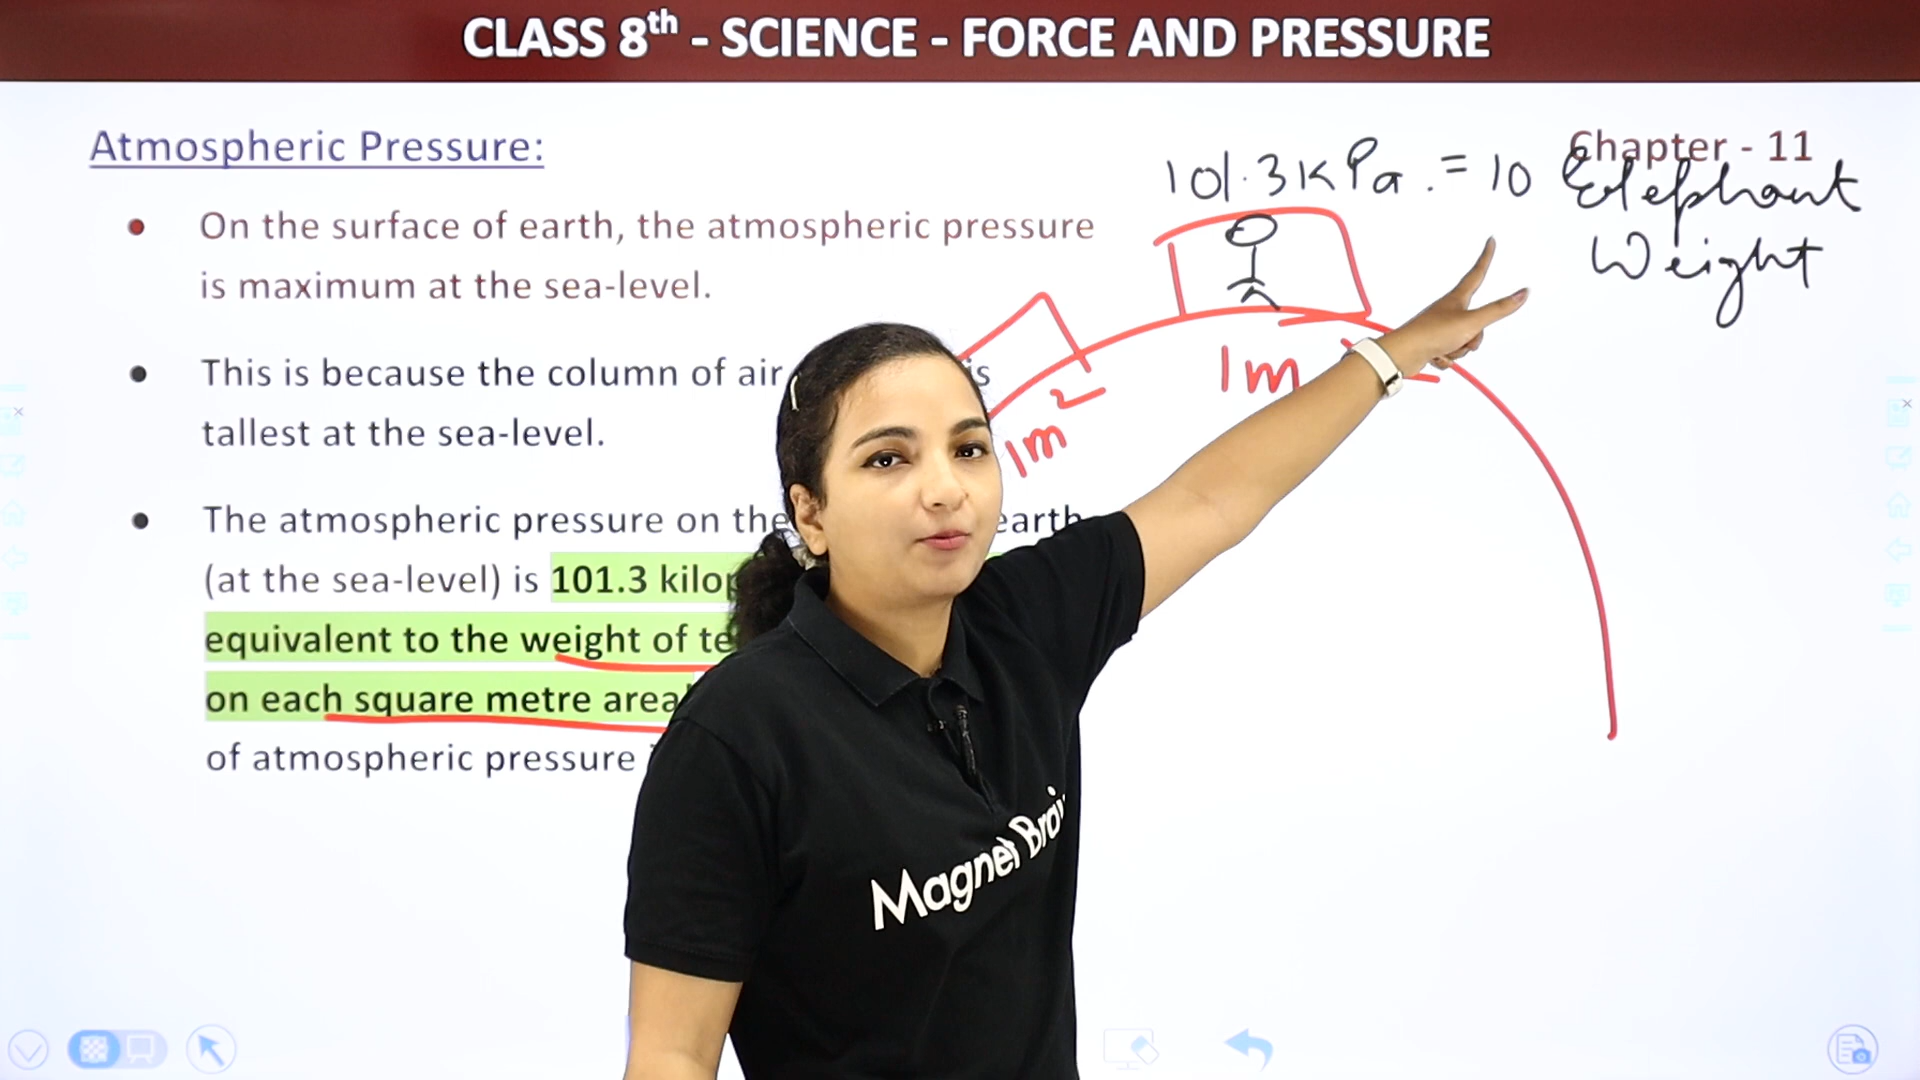 CLASS 8th - SCIENCE - FORCE AND PRESSURE
Atmospheric Pressure:
Chapter - 11
101.3 KPa. = 10 Elephant
Weight
On the surface of earth, the atmospheric pressure
is maximum at the sea-level.
This is because the column of air is
tallest at the sea-level.
1m
1m2
The atmospheric pressure on the earth
(at the sea-level) is 101.3
equivalent to the weight of
on each square metre area
of atmospheric pressure
Magnet